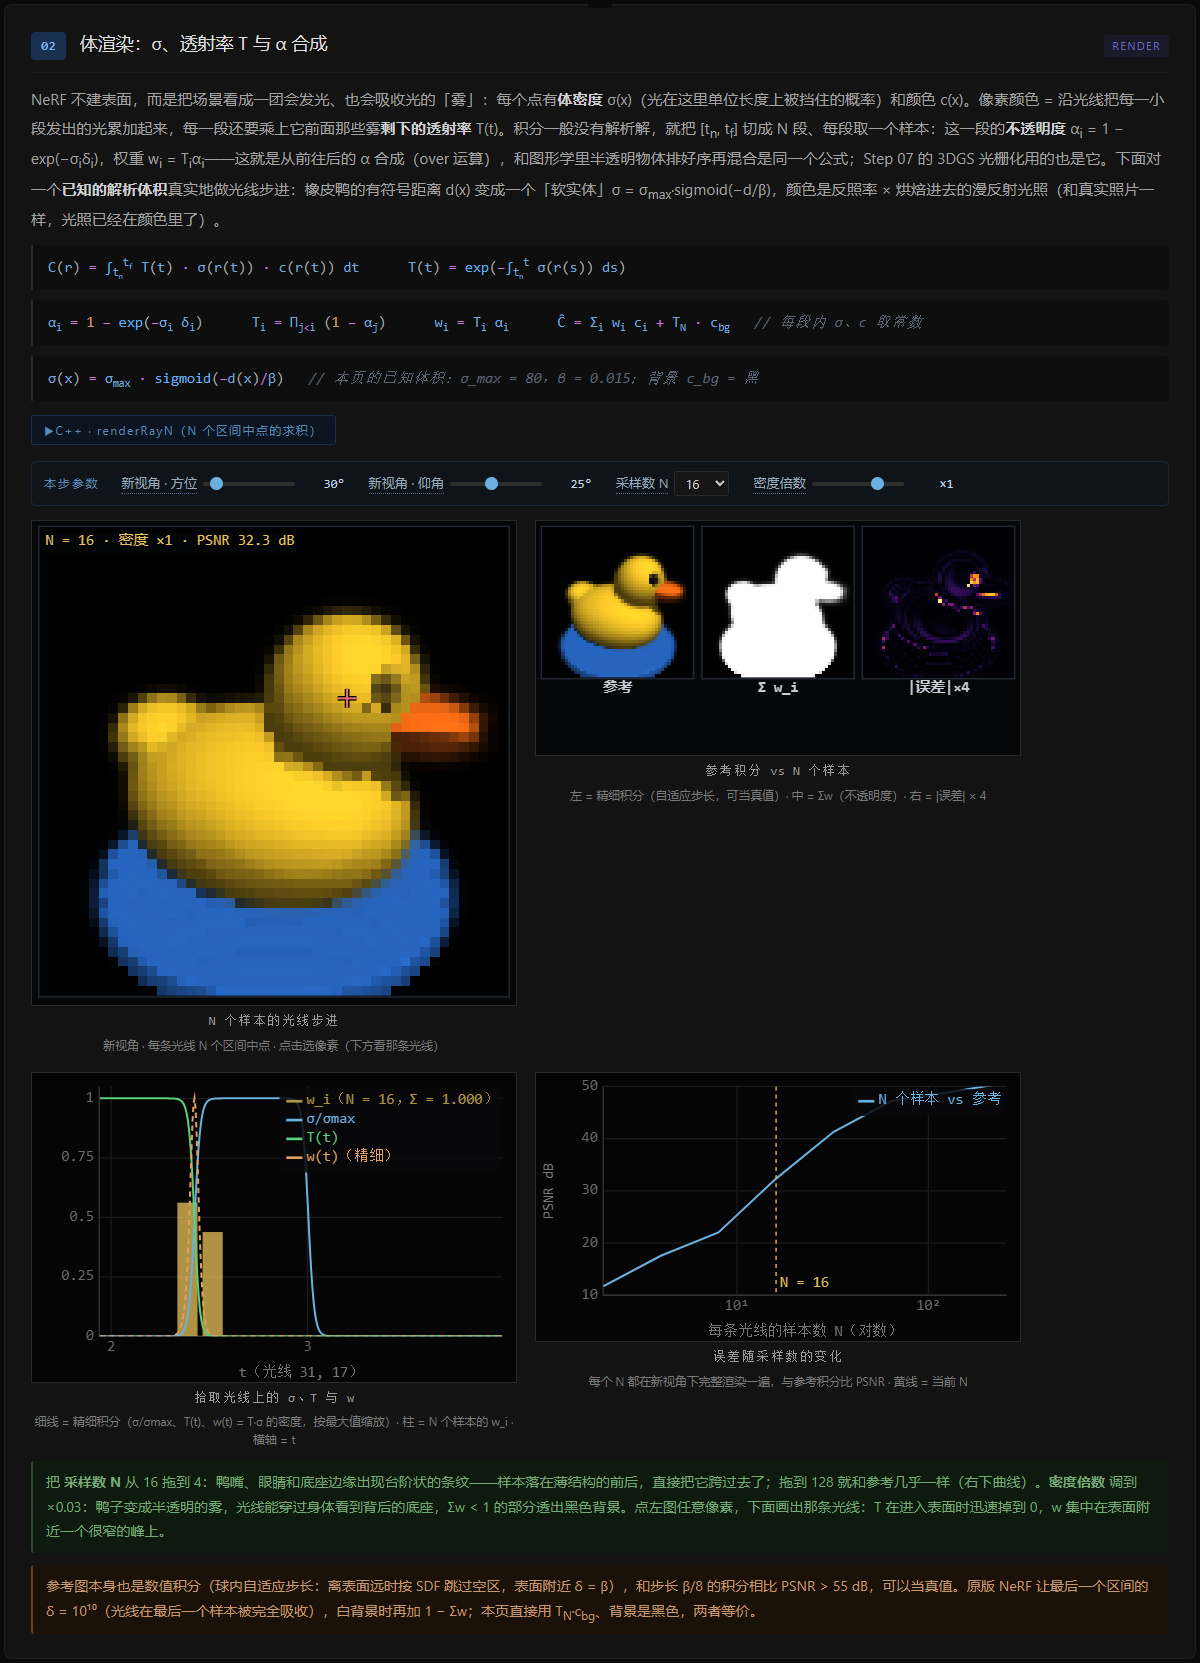 02 体渲染：σ、透射率 T 与 α 合成 RENDER
NeRF 不建表面，而是把场景看成一团会发光、也会吸收光的「雾」：每个点有体密度 σ(x)（光在这里单位长度上被挡住的概率）和颜色 c(x)。像素颜色 = 沿光线把每一小
段发出的光累加起来，每一段还要乘上它前面那些雾剩下的透射率 T(t)。积分一般没有解析解，就把 [tₙ, t_f] 切成 N 段、每段取一个样本：这一段的不透明度 αᵢ = 1 −
exp(−σᵢδᵢ)，权重 wᵢ = Tᵢαᵢ——这就是从前往后的 α 合成（over 运算），和图形学里半透明物体排好序再混合是同一个公式；Step 07 的 3DGS 光栅化用的也是它。下面对
一个已知的解析体积真实地做光线步进：橡皮鸭的有符号距离 d(x) 变成一个「软实体」σ = σ_max·sigmoid(−d/β)，颜色是反照率 × 烘焙进去的漫反射光照（和真实照片一
样，光照已经在颜色里了）。
C(r) = ∫_tₙ^t_f T(t) · σ(r(t)) · c(r(t)) dt T(t) = exp(−∫_tₙ^t σ(r(s)) ds)
αᵢ = 1 − exp(−σᵢ δᵢ) Tᵢ = Π_j<i (1 − αⱼ) wᵢ = Tᵢ αᵢ Ĉ = Σᵢ wᵢ cᵢ + T_N · c_bg // 每段内 σ、c 取常数
σ(x) = σ_max · sigmoid(−d(x)/β) // 本页的已知体积：σ_max = 80，β = 0.015；背景 c_bg = 黑
▶C++ · renderRayN（N 个区间中点的求积）
本步参数 新视角 · 方位 30° 新视角 · 仰角 25° 采样数 N 16 密度倍数 ×1
N = 16 · 密度 ×1 · PSNR 32.3 dB
参考 Σ w_i |误差|×4
参考积分 vs N 个样本
左 = 精细积分（自适应步长，可当真值）· 中 = Σw（不透明度）· 右 = |误差| × 4
N 个样本的光线步进
新视角 · 每条光线 N 个区间中点 · 点击选像素（下方看那条光线）
1
0.75
0.5
0.25
0
2 3
w_i（N = 16，Σ = 1.000）
σ/σmax
T(t)
w(t)（精细）
t（光线 31, 17）
拾取光线上的 σ、T 与 w
细线 = 精细积分（σ/σmax、T(t)、w(t) = T·σ 的密度，按最大值缩放）· 柱 = N 个样本的 w_i ·
横轴 = t
50
40
30
20
10
PSNR dB
N 个样本 vs 参考
N = 16
10¹ 10²
每条光线的样本数 N（对数）
误差随采样数的变化
每个 N 都在新视角下完整渲染一遍，与参考积分比 PSNR · 黄线 = 当前 N
把 采样数 N 从 16 拖到 4：鸭嘴、眼睛和底座边缘出现台阶状的条纹——样本落在薄结构的前后，直接把它跨过去了；拖到 128 就和参考几乎一样（右下曲线）。密度倍数 调到
×0.03：鸭子变成半透明的雾，光线能穿过身体看到背后的底座，Σw < 1 的部分透出黑色背景。点左图任意像素，下面画出那条光线：T 在进入表面时迅速掉到 0，w 集中在表面附
近一个很窄的峰上。
参考图本身也是数值积分（球内自适应步长：离表面远时按 SDF 跳过空区，表面附近 δ = β），和步长 β/8 的积分相比 PSNR > 55 dB，可以当真值。原版 NeRF 让最后一个区间的
δ = 10¹⁰（光线在最后一个样本被完全吸收），白背景时再加 1 − Σw；本页直接用 T_N·c_bg、背景是黑色，两者等价。